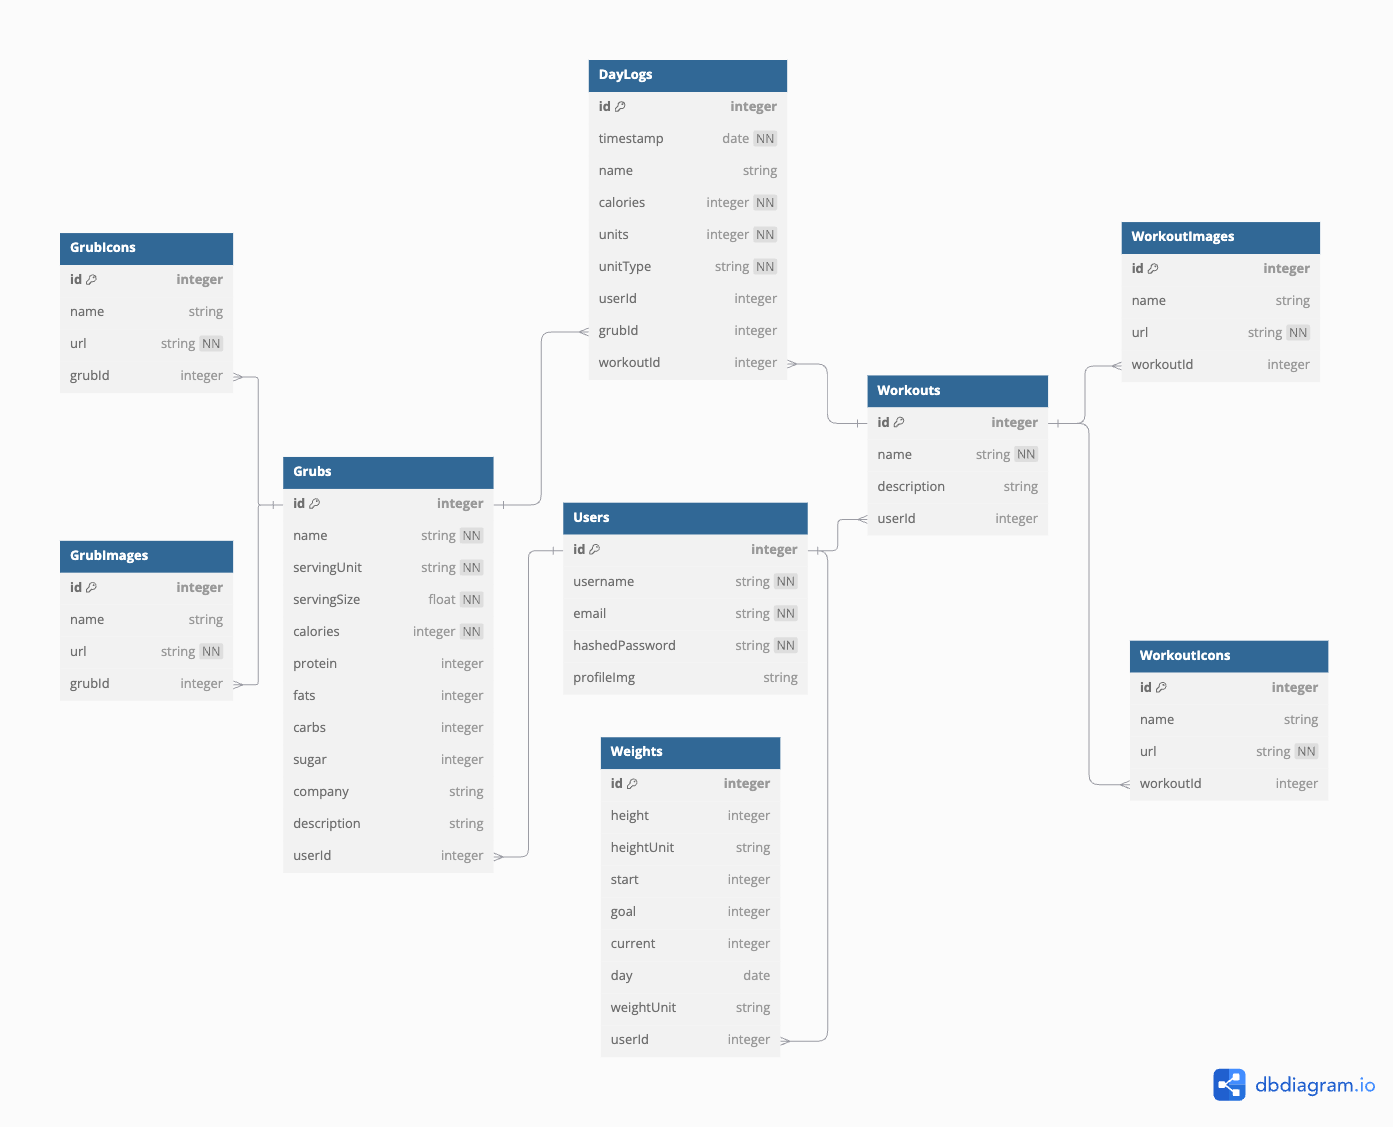 DayLogs
id integer
timestamp date NN
name string
calories integer NN
units integer NN
unitType string NN
userId integer
grubId integer
workoutId integer
GrubIcons
id integer
name string
url string NN
grubId integer
WorkoutImages
id integer
name string
url string NN
workoutId integer
Workouts
id integer
name string NN
description string
userId integer
Grubs
id integer
name string NN
servingUnit string NN
servingSize float NN
calories integer NN
protein integer
fats integer
carbs integer
sugar integer
company string
description string
userId integer
Users
id integer
username string NN
email string NN
hashedPassword string NN
profileImg string
GrubImages
id integer
name string
url string NN
grubId integer
WorkoutIcons
id integer
name string
url string NN
workoutId integer
Weights
id integer
height integer
heightUnit string
start integer
goal integer
current integer
day date
weightUnit string
userId integer
dbdiagram.io